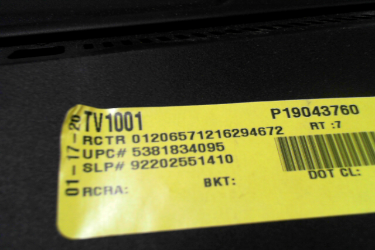 01-17-20
TV1001 P19043760
RCTR 01206571216294672 RT :7
UPC# 5381834095
SLP# 92202551410 DOT CL:
RCRA: BKT: